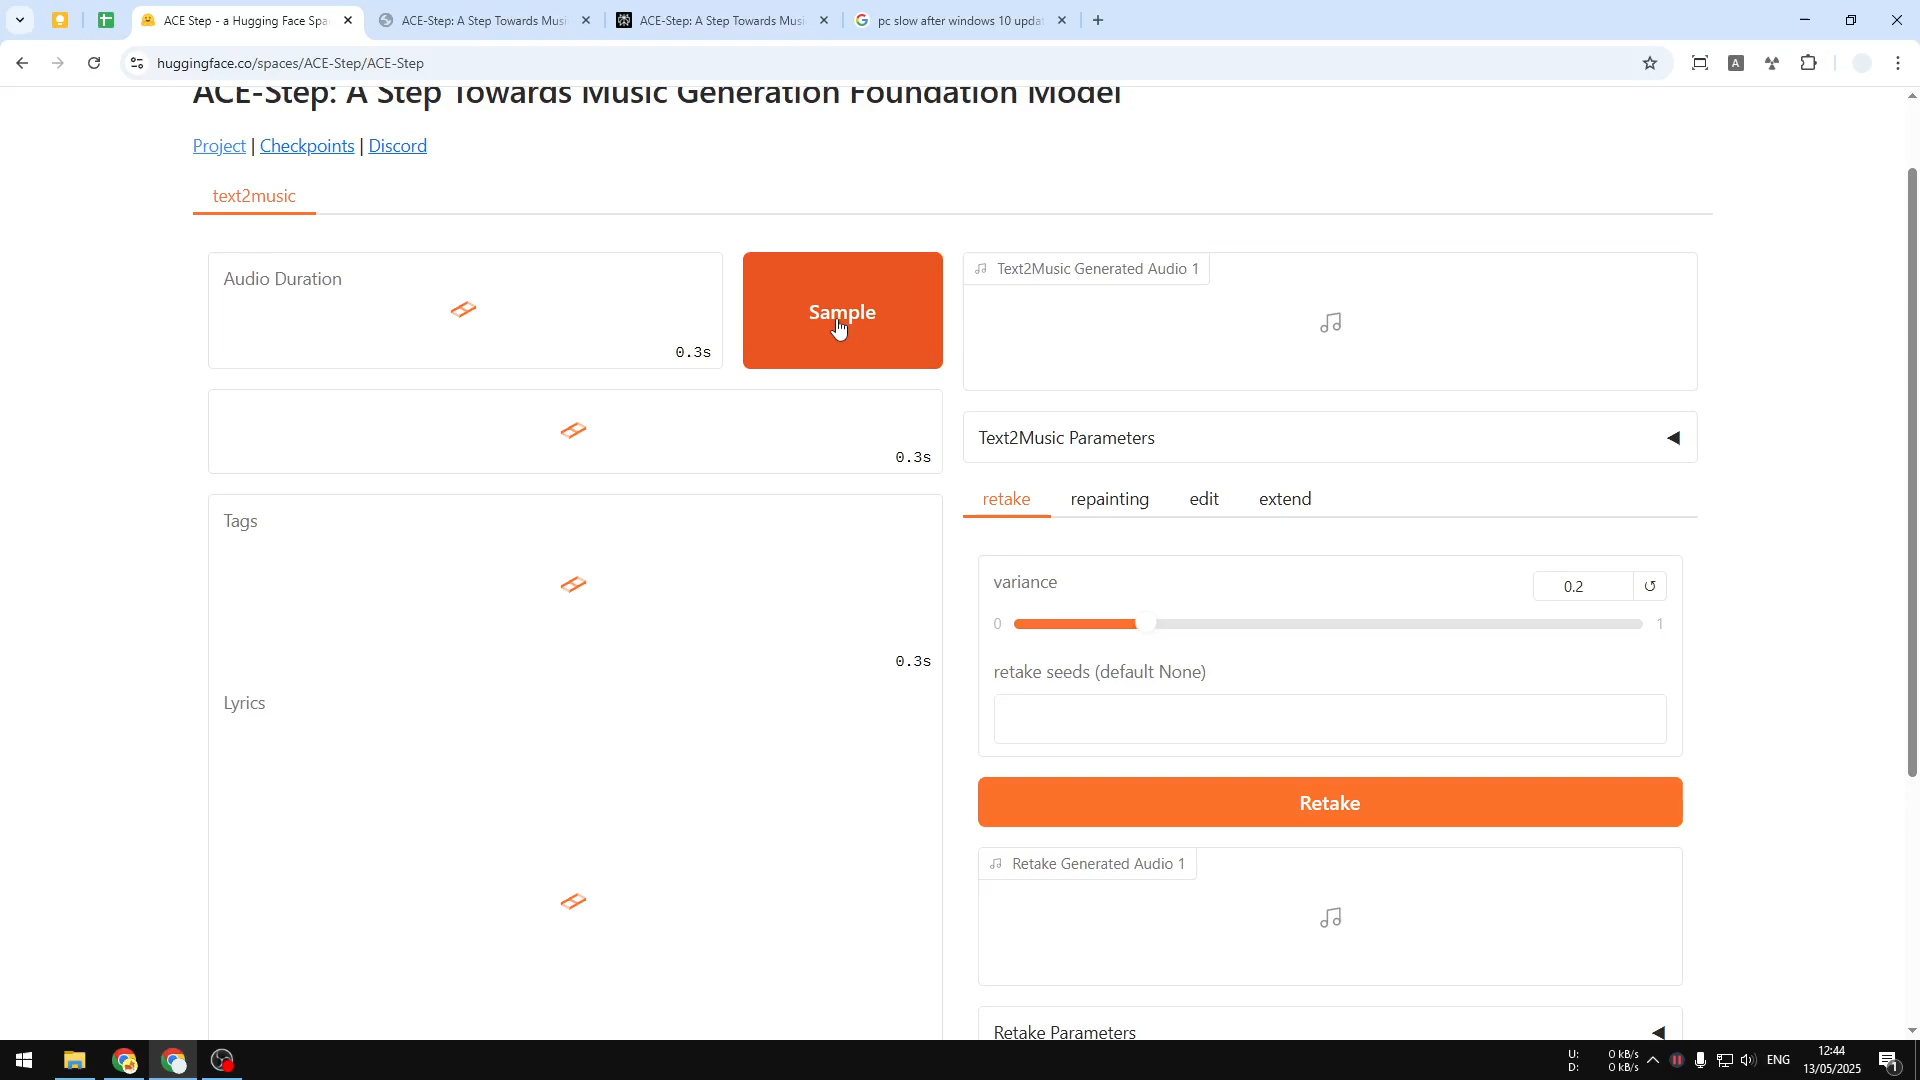 ACE Step - a Hugging Face Spa
ACE-Step: A Step Towards Musi
ACE-Step: A Step Towards Musi
pc slow after windows 10 updat
huggingface.co/spaces/ACE-Step/ACE-Step
ACE-Step: A Step Towards Music Generation Foundation Model
Project | Checkpoints | Discord
text2music
Audio Duration
0.3s
Sample
0.3s
Tags
0.3s
Lyrics
Text2Music Generated Audio 1
Text2Music Parameters
retake
repainting
edit
extend
variance
0.2
0
1
retake seeds (default None)
Retake
Retake Generated Audio 1
Retake Parameters
U: 0 kB/s
D: 0 kB/s
ENG
12:44
13/05/2025
1